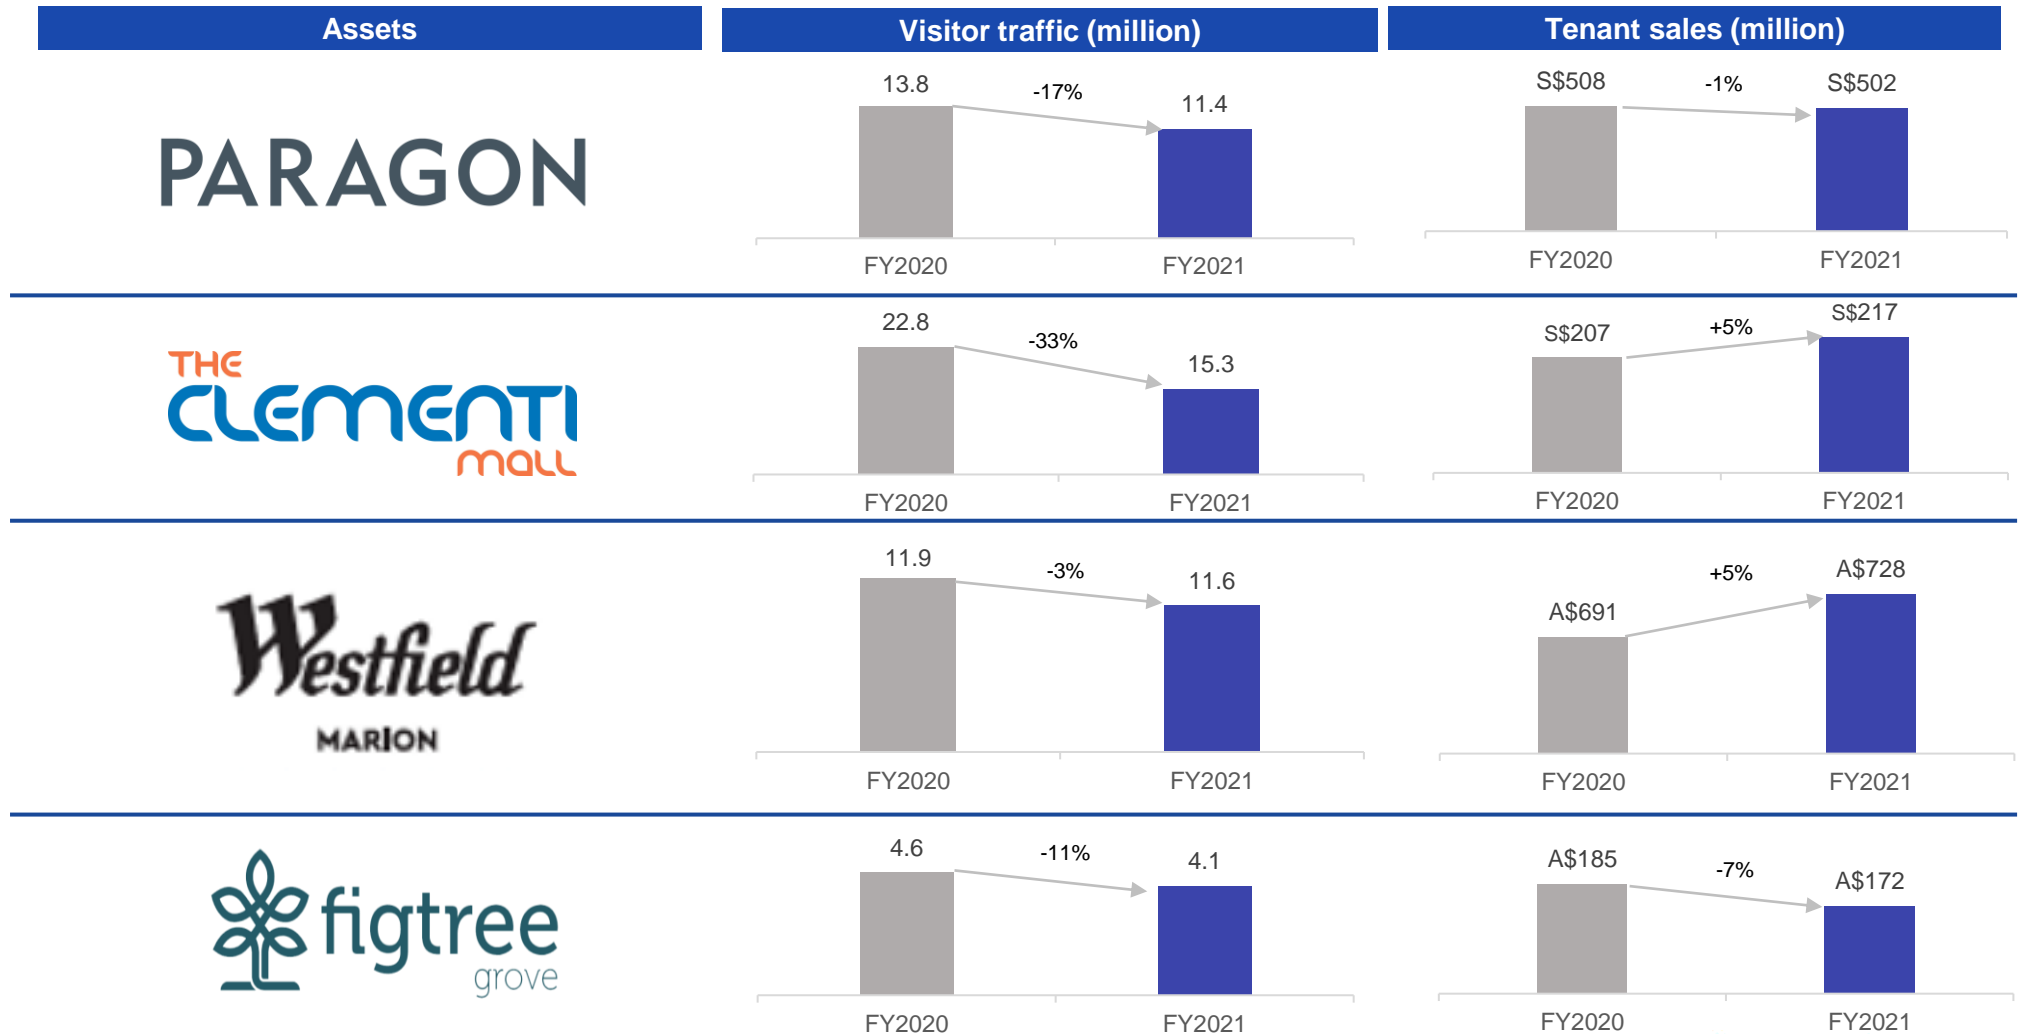 Assets
Visitor traffic (million)
Tenant sales (million)
PARAGON
13.8
-17%
11.4
FY2020
FY2021
S$508
-1%
S$502
FY2020
FY2021
THE
CLEMENTI
MALL
22.8
-33%
15.3
FY2020
FY2021
S$207
+5%
S$217
FY2020
FY2021
Westfield
MARION
11.9
-3%
11.6
FY2020
FY2021
A$691
+5%
A$728
FY2020
FY2021
figtree
grove
4.6
-11%
4.1
FY2020
FY2021
A$185
-7%
A$172
FY2020
FY2021